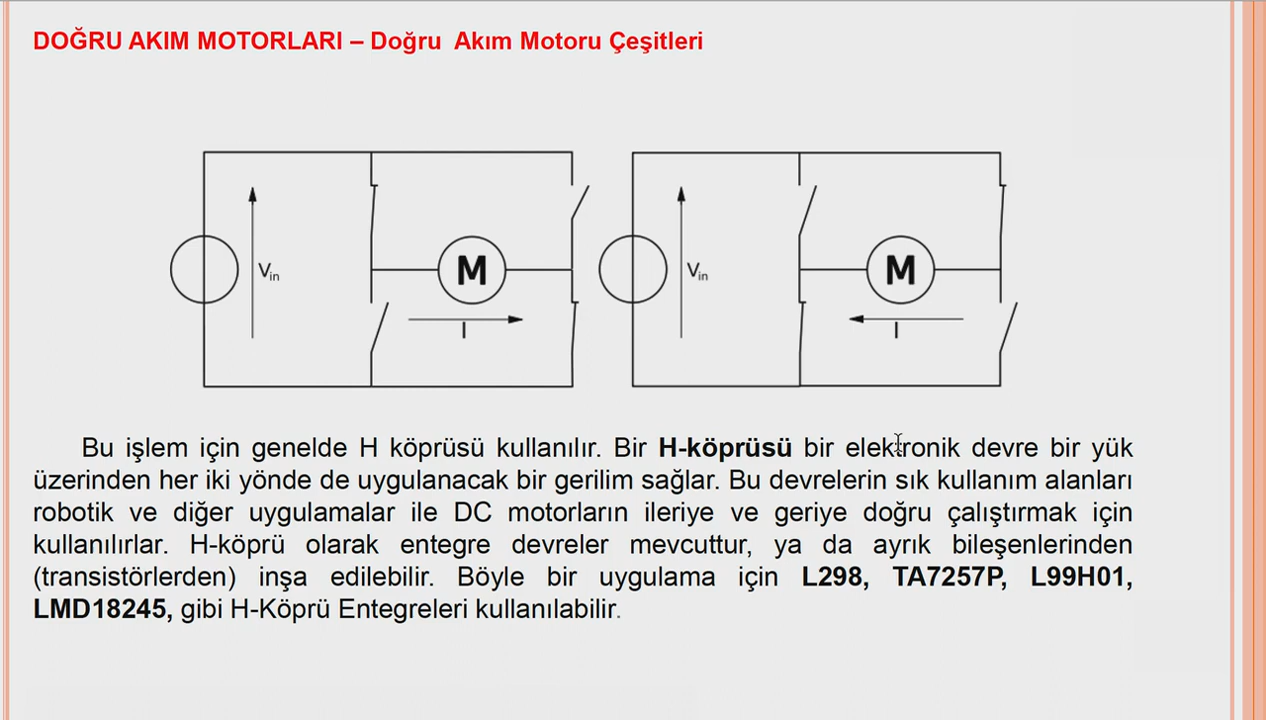 DOĞRU AKIM MOTORLARI – Doğru Akım Motoru Çeşitleri
Vin
M
I
Vin
M
I
Bu işlem için genelde H köprüsü kullanılır. Bir H-köprüsü bir elektronik devre bir yük
üzerinden her iki yönde de uygulanacak bir gerilim sağlar. Bu devrelerin sık kullanım alanları
robotik ve diğer uygulamalar ile DC motorların ileriye ve geriye doğru çalıştırmak için
kullanılırlar. H-köprü olarak entegre devreler mevcuttur, ya da ayrık bileşenlerinden
(transistörlerden) inşa edilebilir. Böyle bir uygulama için L298, TA7257P, L99H01,
LMD18245, gibi H-Köprü Entegreleri kullanılabilir.